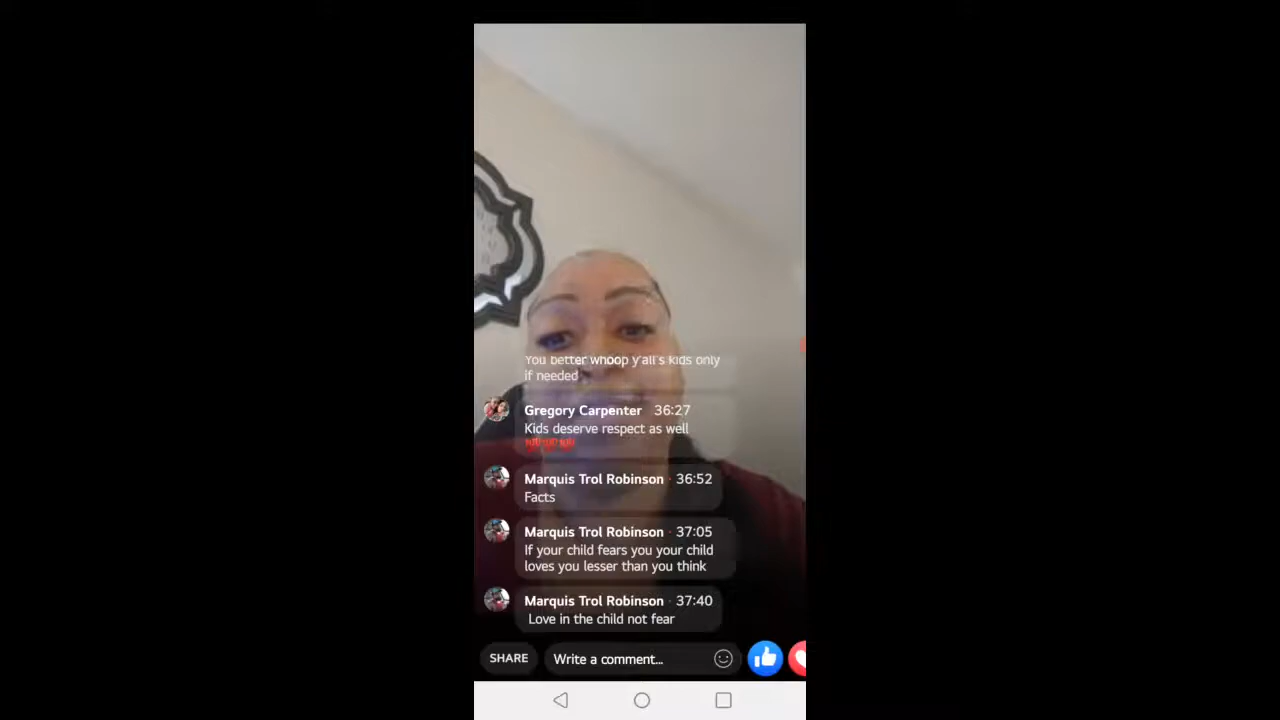 You better whoop y'all's kids only
if needed
Gregory Carpenter 36:27
Kids deserve respect as well
💯💯💯
Marquis Trol Robinson · 36:52
Facts
Marquis Trol Robinson · 37:05
If your child fears you your child
loves you lesser than you think
Marquis Trol Robinson · 37:40
Love in the child not fear
SHARE
Write a comment...